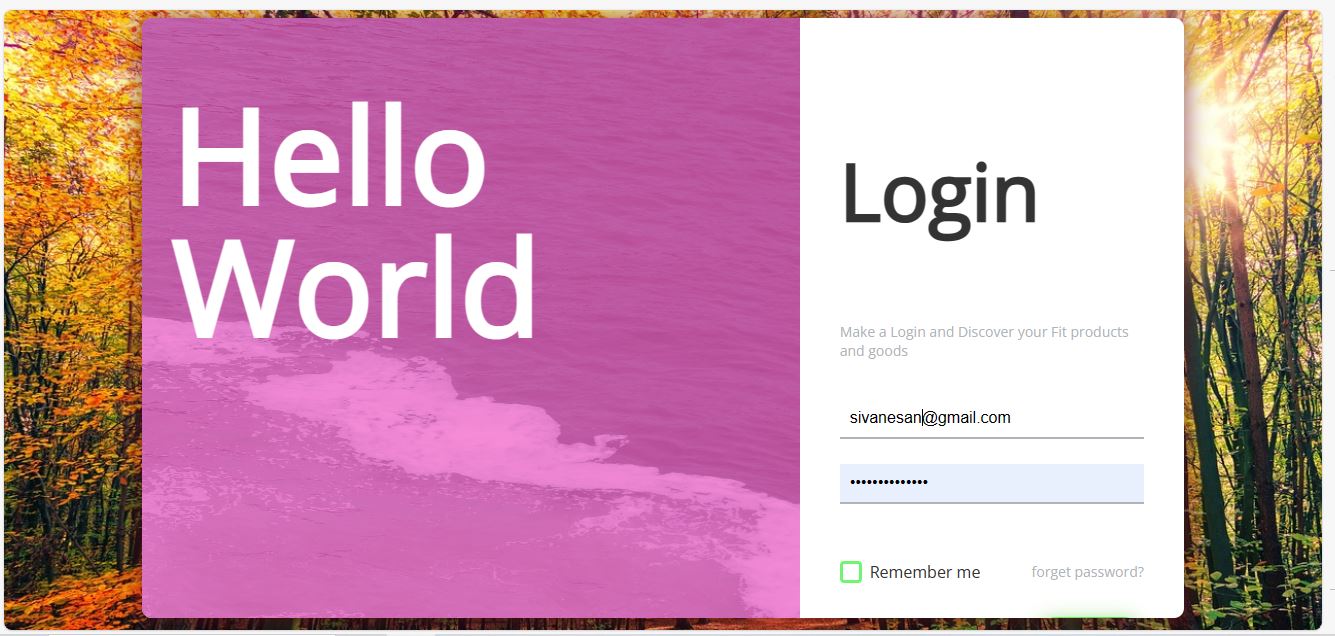 Hello
World
Login
Make a Login and Discover your Fit products
and goods
sivanesan@gmail.com
••••••••••••••
Remember me
forget password?